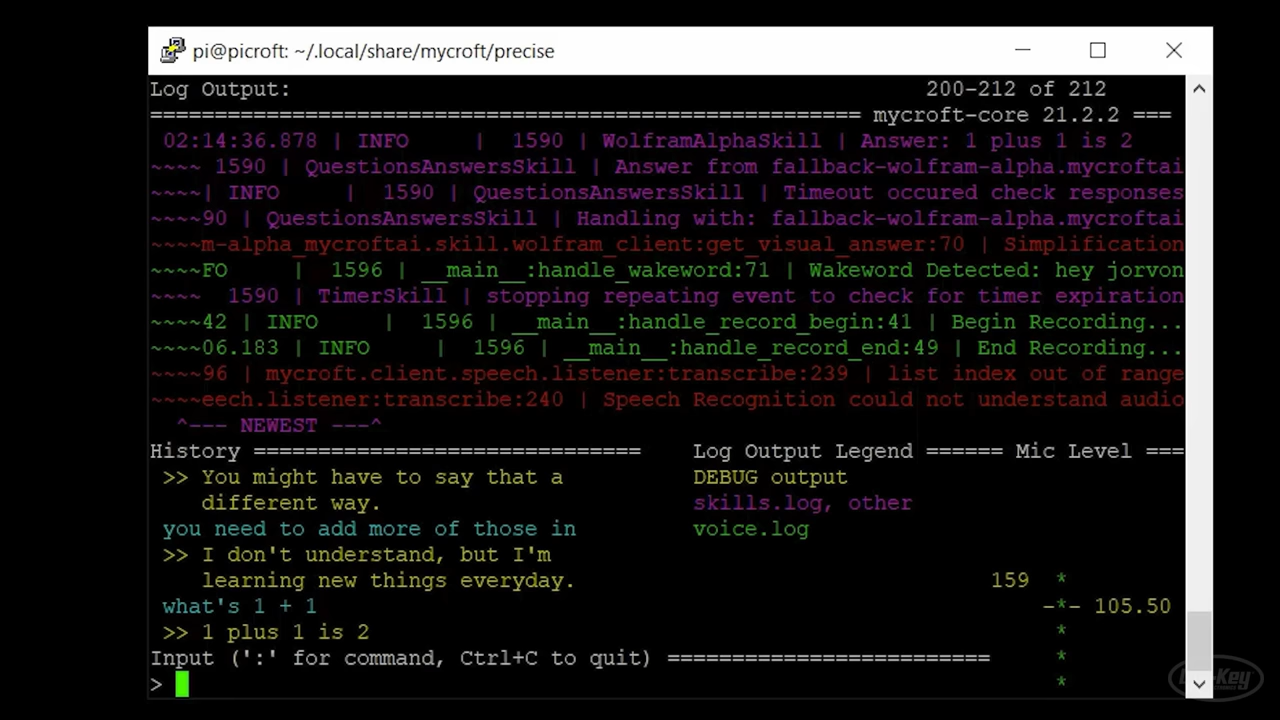 pi@picroft: ~/.local/share/mycroft/precise
Log Output: 200-212 of 212
======================================================= mycroft-core 21.2.2 ===
02:14:36.878 | INFO | 1590 | WolframAlphaSkill | Answer: 1 plus 1 is 2
~~~~ 1590 | QuestionsAnswersSkill | Answer from fallback-wolfram-alpha.mycroftai
~~~~| INFO | 1590 | QuestionsAnswersSkill | Timeout occured check responses
~~~~90 | QuestionsAnswersSkill | Handling with: fallback-wolfram-alpha.mycroftai
~~~~m-alpha_mycroftai.skill.wolfram_client:get_visual_answer:70 | Simplification
~~~~FO | 1596 | __main__:handle_wakeword:71 | Wakeword Detected: hey jorvon
~~~~ 1590 | TimerSkill | stopping repeating event to check for timer expiration
~~~~42 | INFO | 1596 | __main__:handle_record_begin:41 | Begin Recording...
~~~~06.183 | INFO | 1596 | __main__:handle_record_end:49 | End Recording...
~~~~96 | mycroft.client.speech.listener:transcribe:239 | list index out of range
~~~~eech.listener:transcribe:240 | Speech Recognition could not understand audio
^--- NEWEST ---^
History ============================== Log Output Legend ====== Mic Level ===
>> You might have to say that a DEBUG output
different way. skills.log, other
you need to add more of those in voice.log
>> I don't understand, but I'm
learning new things everyday. 159 *
what's 1 + 1 -*- 105.50
>> 1 plus 1 is 2 *
Input (':' for command, Ctrl+C to quit) ========================= *
> *
Digi-Key